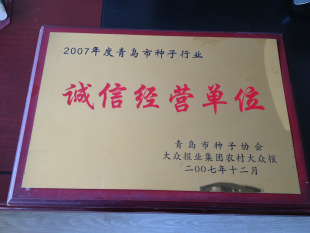 2007年度青岛市种子行业
诚信经营单位
青岛市种子协会
大众报业集团农村大众报
二〇〇七年十二月